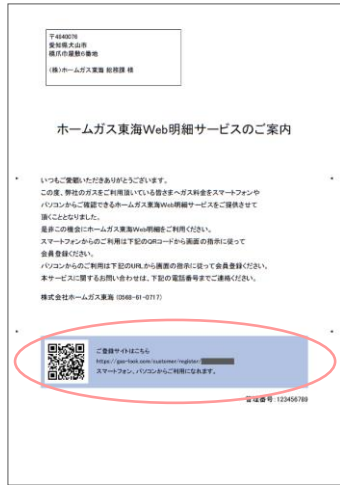 〒4840076
愛知県犬山市
橋爪巾屋敷6番地
(株)ホームガス東海 総務課 様
ホームガス東海Web明細サービスのご案内
いつもご愛顧いただきありがとうございます。
この度、弊社のガスをご利用頂いている皆さまへガス料金をスマートフォンや
パソコンからご確認できるホームガス東海Web明細サービスをご提供させて
頂くこととなりました。
是非この機会にホームガス東海Web明細をご利用ください。
スマートフォンからのご利用は下記のQRコードから画面の指示に従って
会員登録ください。
パソコンからのご利用は下記のURLから画面の指示に従って会員登録ください。
本サービスに関するお問い合わせは、下記の電話番号までご連絡ください。
株式会社ホームガス東海 (0568-61-0717)
ご登録サイトはこちら
https://gas-hask.com/customer/register/
スマートフォン、パソコンからご利用になれます。
管理番号:123456789